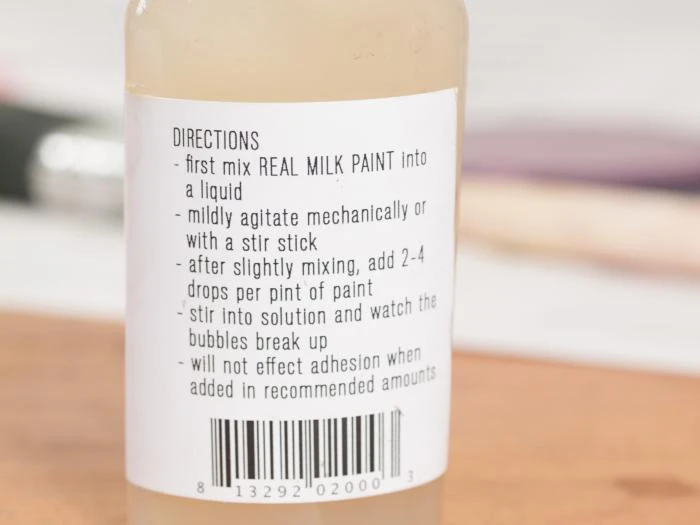 DIRECTIONS
- first mix REAL MILK PAINT into
a liquid
- mildly agitate mechanically or
with a stir stick
- after slightly mixing, add 2-4
drops per pint of paint
- stir into solution and watch the
bubbles break up
- will not effect adhesion when
added in recommended amounts
8 13292 02000 3